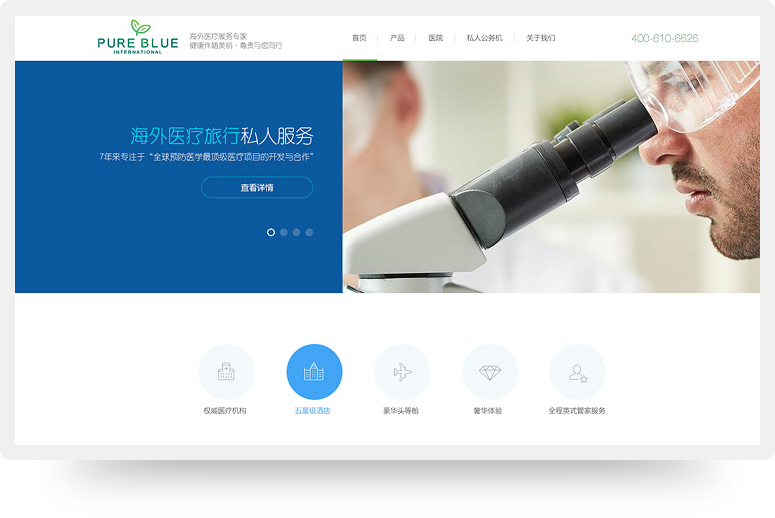 PURE BLUE
INTERNATIONAL
海外医疗服务专家
健康伴随美丽·尊贵与您同行
首页
产品
医院
私人公务机
关于我们
400-610-6626
海外医疗旅行私人服务
7年来专注于“全球预防医学最顶级医疗项目的开发与合作”
查看详情
权威医疗机构
五星级酒店
豪华头等舱
奢华体验
全程英式管家服务